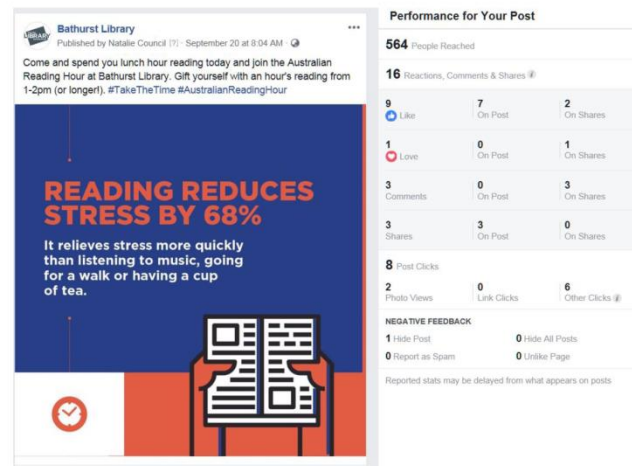 LIBRARY
Bathurst Library
Published by Natalie Council [?] · September 20 at 8:04 AM ·
Come and spend you lunch hour reading today and join the Australian
Reading Hour at Bathurst Library. Gift yourself with an hour's reading from
1-2pm (or longer!). #TakeTheTime #AustralianReadingHour
READING REDUCES
STRESS BY 68%
It relieves stress more quickly
than listening to music, going
for a walk or having a cup
of tea.
Performance for Your Post
564 People Reached
16 Reactions, Comments & Shares i
9 7 2
Like On Post On Shares
1 0 1
Love On Post On Shares
3 0 3
Comments On Post On Shares
3 3 0
Shares On Post On Shares
8 Post Clicks
2 0 6
Photo Views Link Clicks Other Clicks i
NEGATIVE FEEDBACK
1 Hide Post 0 Hide All Posts
0 Report as Spam 0 Unlike Page
Reported stats may be delayed from what appears on posts